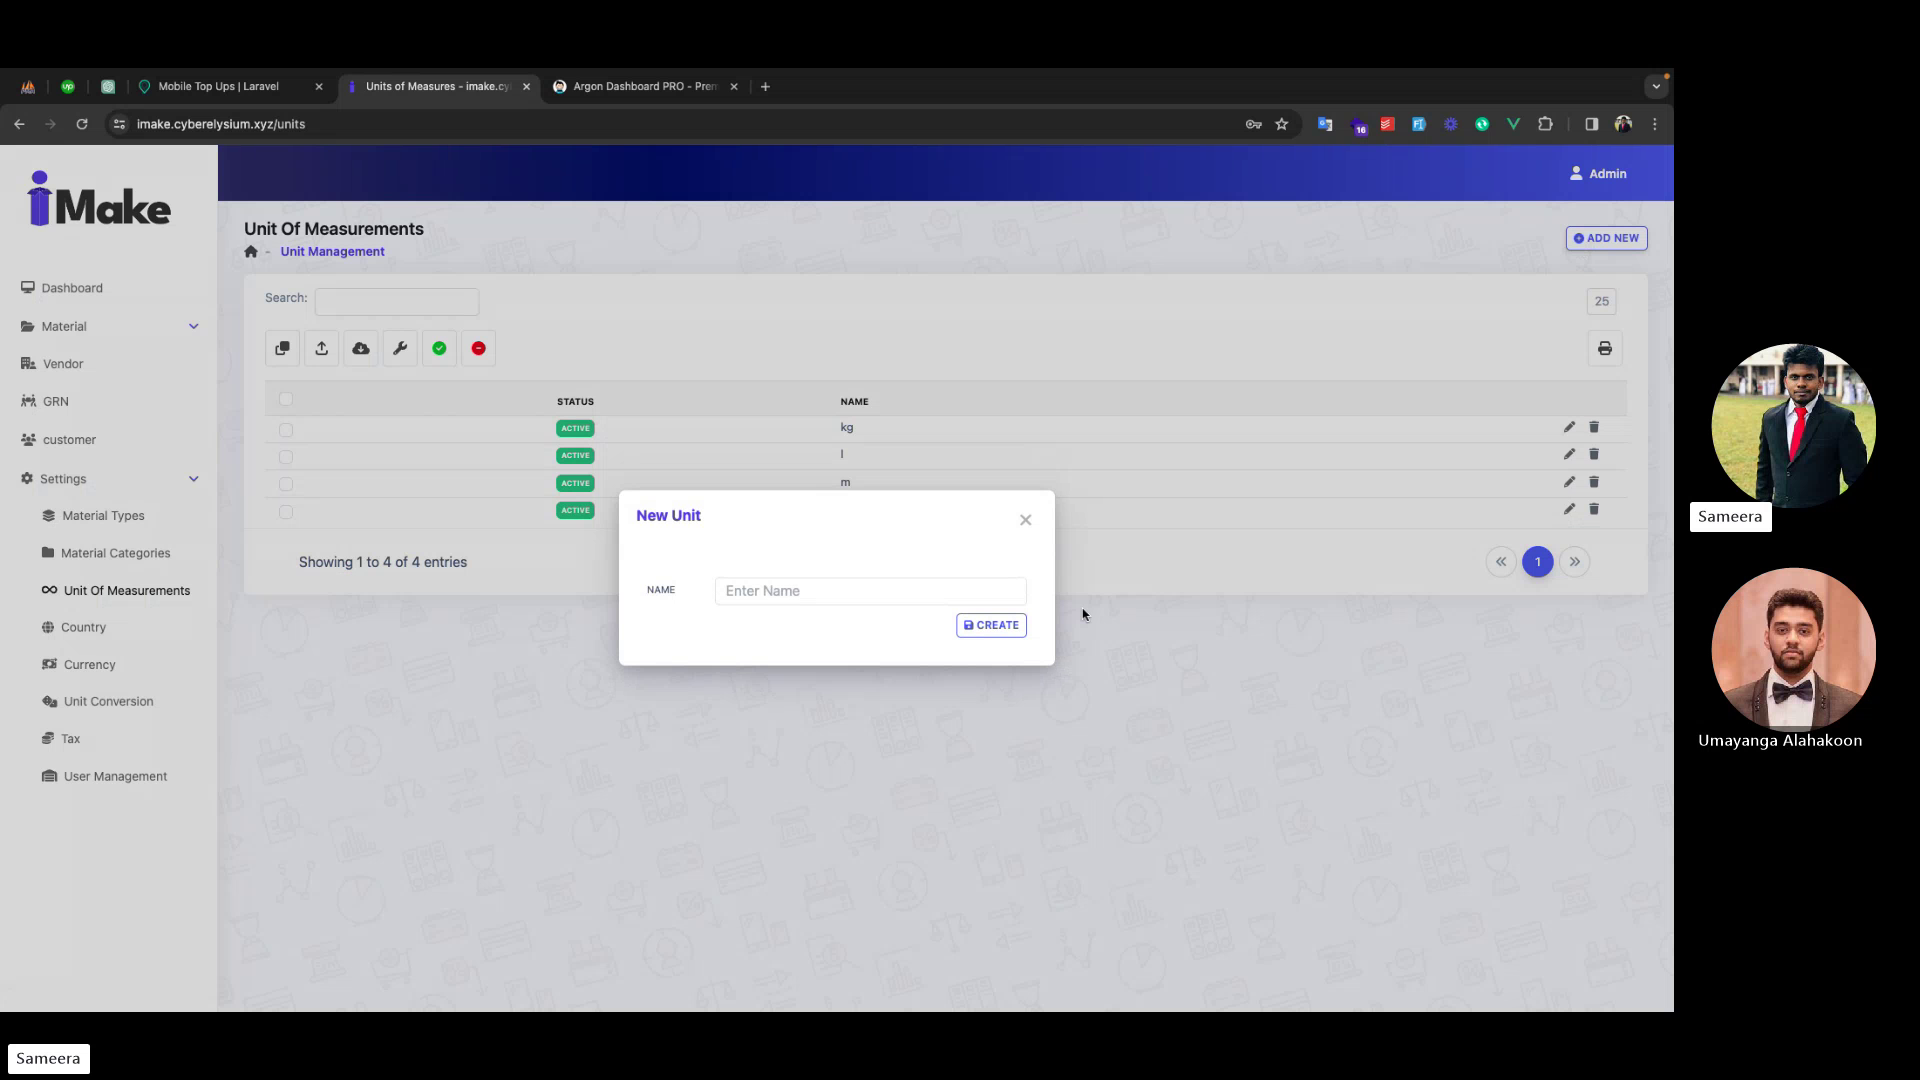 up
Mobile Top Ups | Laravel
Units of Measures - imake.cy
Argon Dashboard PRO - Prem
imake.cyberelysium.xyz/units
16
iMake
Admin
Unit Of Measurements
- Unit Management
ADD NEW
Dashboard
Material
Vendor
GRN
customer
Settings
Material Types
Material Categories
Unit Of Measurements
Country
Currency
Unit Conversion
Tax
User Management
Search:
25
STATUS NAME
ACTIVE kg
ACTIVE l
ACTIVE m
ACTIVE
Showing 1 to 4 of 4 entries
« 1 »
New Unit
NAME Enter Name
CREATE
Sameera
Umayanga Alahakoon
Sameera